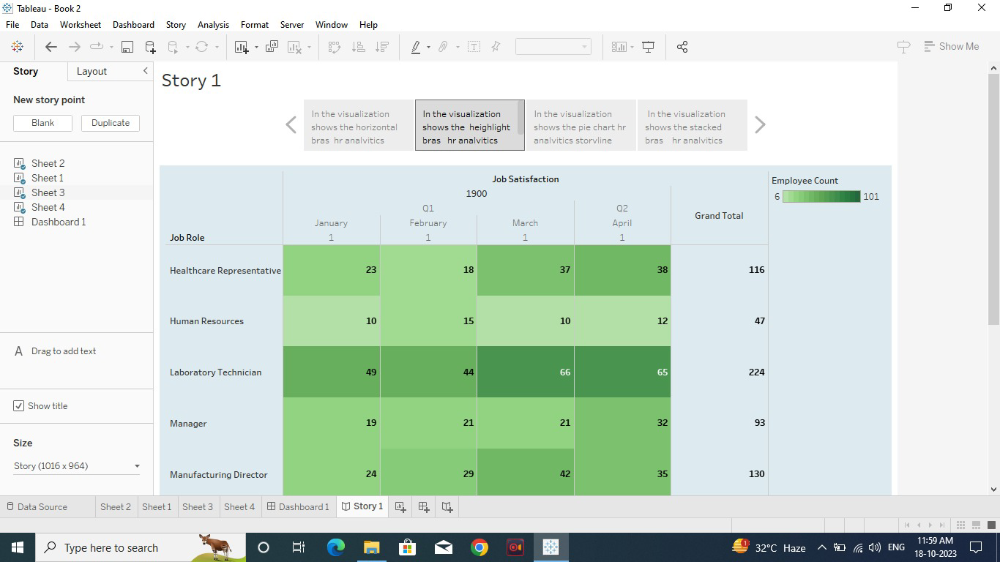 Tableau - Book 2
File Data Worksheet Dashboard Story Analysis Format Server Window Help
Show Me
Story Layout
New story point
Blank Duplicate
Sheet 2
Sheet 1
Sheet 3
Sheet 4
Dashboard 1
A Drag to add text
Show title
Size
Story (1016 x 964)
Story 1
In the visualization
shows the horizontal
bras hr analvitics
In the visualization
shows the heighlight
bras hr analvitics
In the visualization
shows the pie chart hr
analvitics storvline
In the visualization
shows the stacked
bras hr analvitics
Job Satisfaction
1900
Q1 Q2
January February March April Grand Total
Job Role 1 1 1 1
Healthcare Representative 23 18 37 38 116
Human Resources 10 15 10 12 47
Laboratory Technician 49 44 66 65 224
Manager 19 21 21 32 93
Manufacturing Director 24 29 42 35 130
Employee Count
6 101
Data Source Sheet 2 Sheet 1 Sheet 3 Sheet 4 Dashboard 1 Story 1
Type here to search
1
32°C Haze
ENG
11:59 AM
18-10-2023